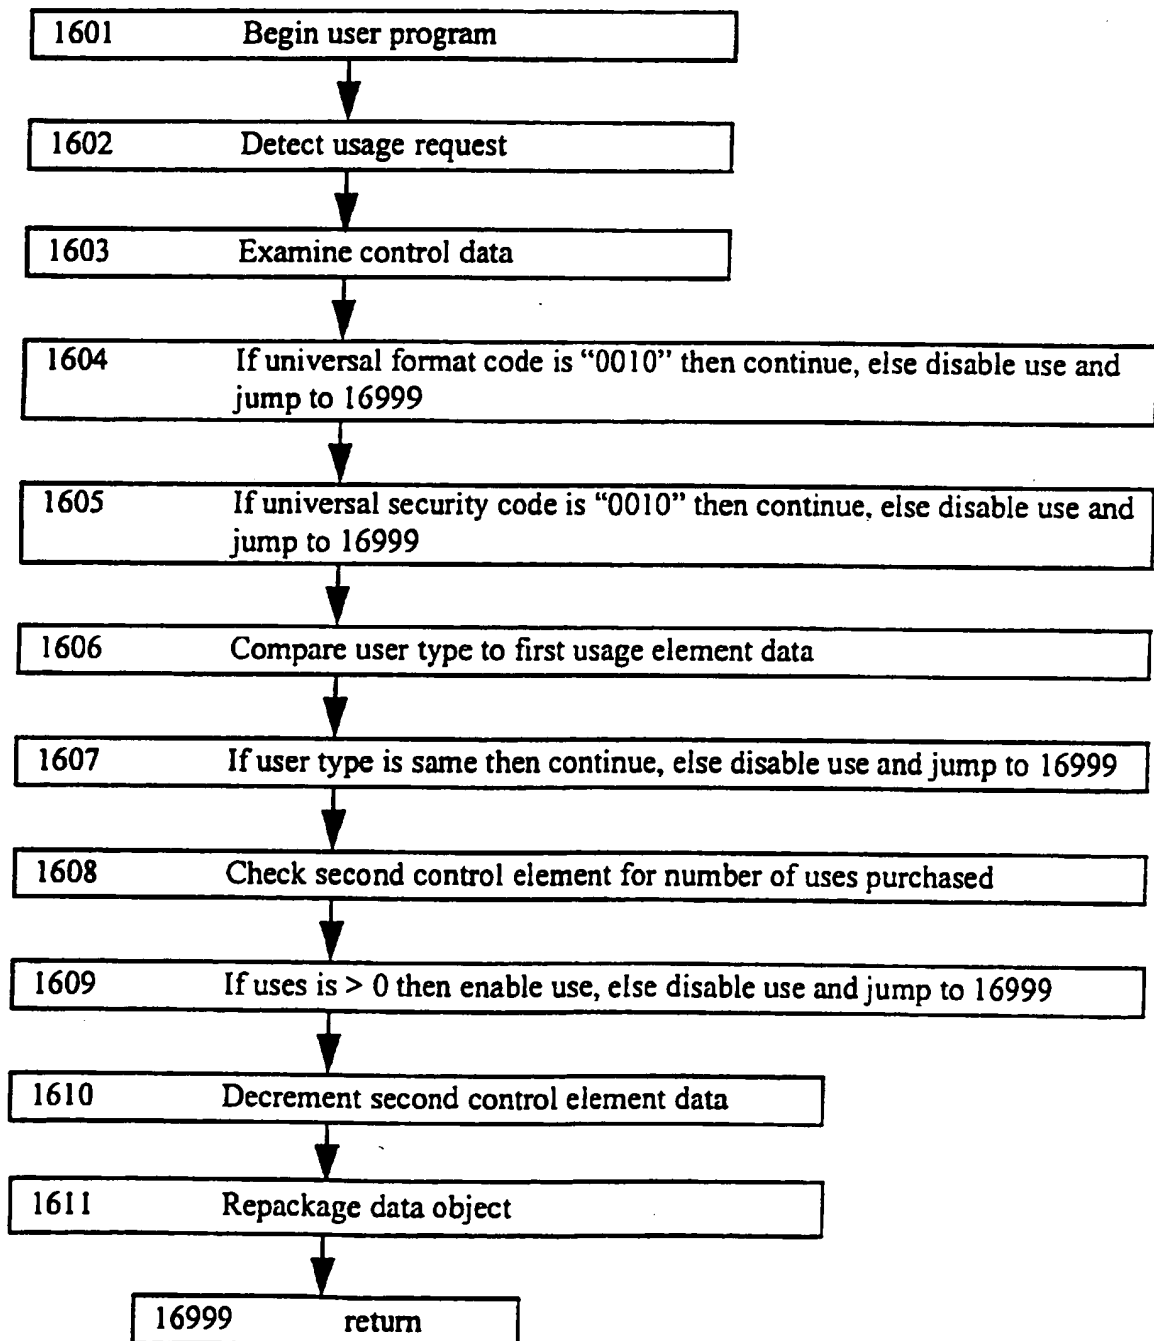 1601 Begin user program
1602 Detect usage request
1603 Examine control data
1604 If universal format code is “0010” then continue, else disable use and
jump to 16999
1605 If universal security code is “0010” then continue, else disable use and
jump to 16999
1606 Compare user type to first usage element data
1607 If user type is same then continue, else disable use and jump to 16999
1608 Check second control element for number of uses purchased
1609 If uses is > 0 then enable use, else disable use and jump to 16999
1610 Decrement second control element data
1611 Repackage data object
16999 return